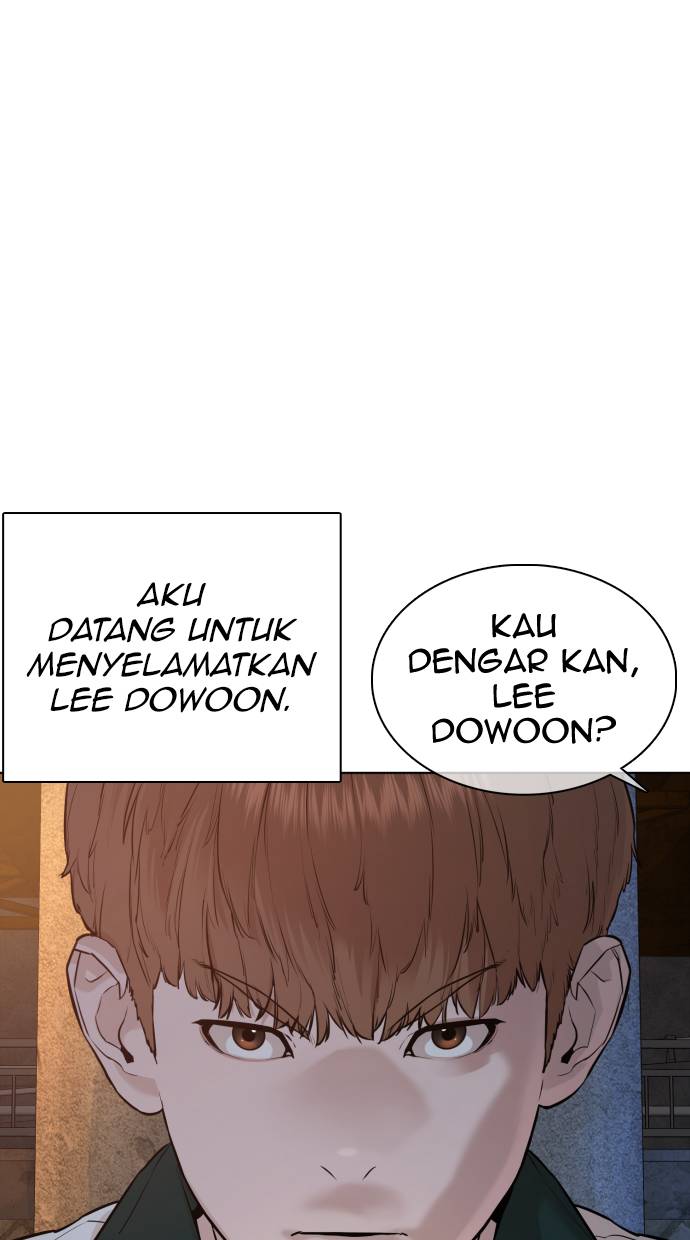 AKU
DATANG UNTUK
MENYELAMATKAN
LEE DOWOON.
KAU
DENGAR KAN,
LEE
DOWOON?